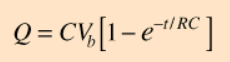 Q = CV_b[1 − e^{−t/RC}]